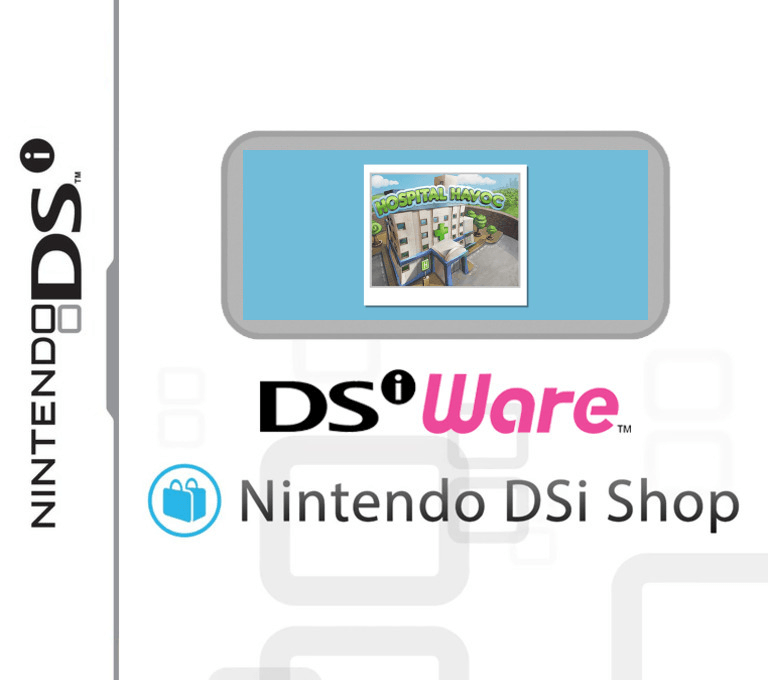 NINTENDO DSi™
HOSPITAL HAVOC
H
DSiWare™
Nintendo DSi Shop